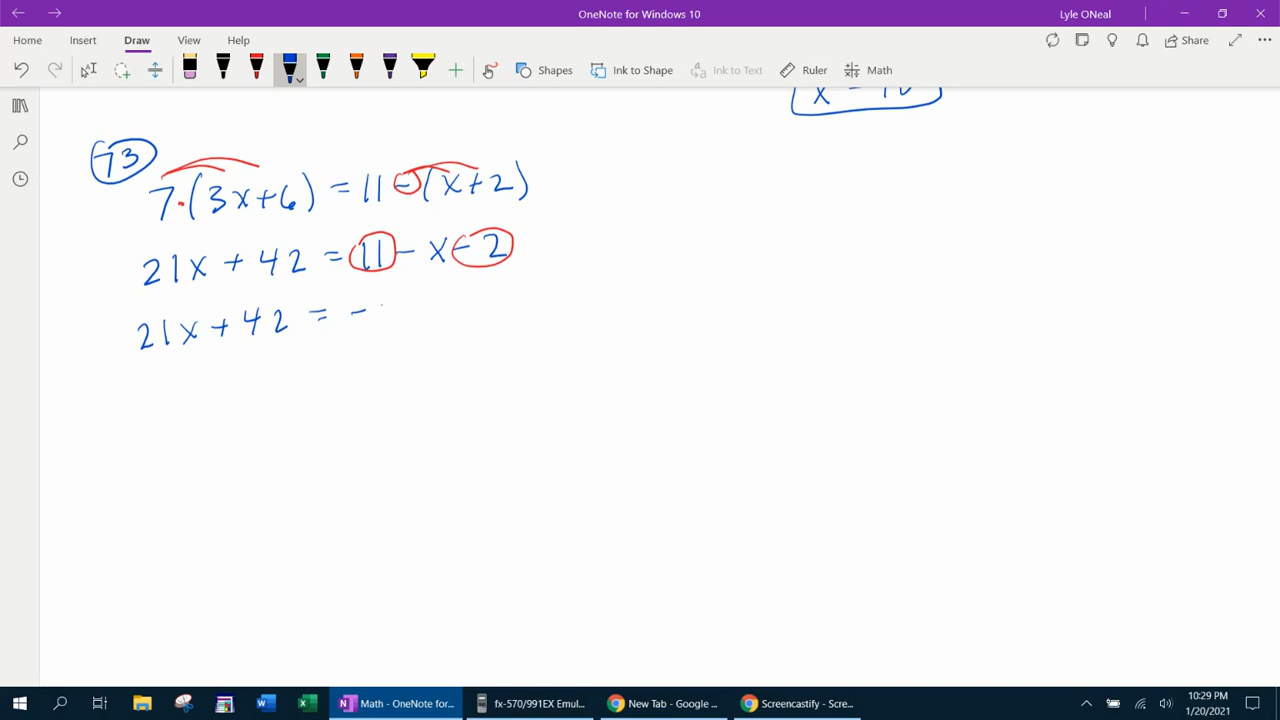 OneNote for Windows 10
Lyle ONeal
Home Insert Draw View Help
Share
Shapes Ink to Shape Ink to Text Ruler Math
73
7·(3x+6) = 11 - (x+2)
21x + 42 = 11 - x - 2
21x + 42 = -
Math - OneNote for...
fx-570/991EX Emul...
New Tab - Google ...
Screencastify - Scre...
10:29 PM
1/20/2021